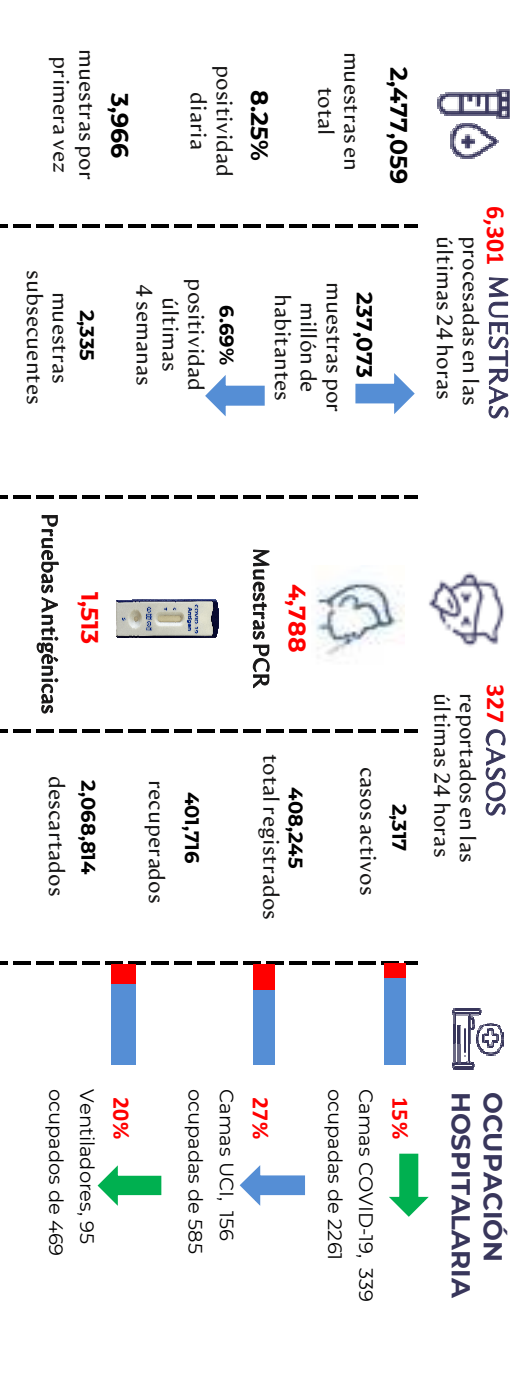 6,301 MUESTRAS
procesadas en las
últimas 24 horas
2,477,059
muestras en
total
8.25%
positividad
diaria
3,966
muestras por
primera vez
237,073
muestras por
millón de
habitantes
6.69%
positividad
últimas
4 semanas
2,335
muestras
subsecuentes
327 CASOS
reportados en las
últimas 24 horas
4,788
Muestras PCR
COVID-19
Antigen
C
T
S
1,513
Pruebas Antigénicas
2,317
casos activos
408,245
total registrados
401,716
recuperados
2,068,814
descartados
OCUPACIÓN
HOSPITALARIA
15%
Camas COVID-19, 339
ocupadas de 2261
27%
Camas UCI, 156
ocupadas de 585
20%
Ventiladores, 95
ocupados de 469